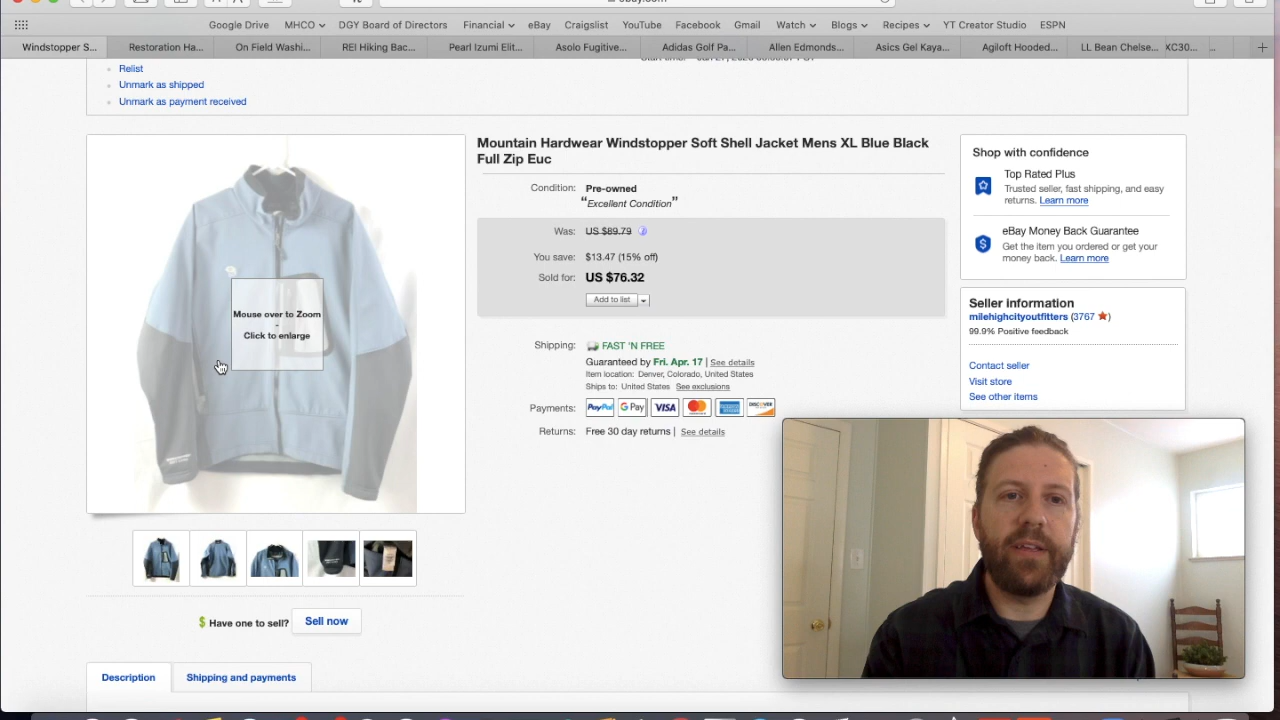 ebay.com
Google Drive MHCO DGY Board of Directors Financial eBay Craigslist YouTube Facebook Gmail Watch Blogs Recipes YT Creator Studio ESPN
Windstopper S... Restoration Ha... On Field Washi... REI Hiking Bac... Pearl Izumi Elit... Asolo Fugitive... Adidas Golf Pa... Allen Edmonds... Asics Gel Kaya... Agiloft Hooded... LL Bean Chelse... XC30... ...
Relist
Unmark as shipped
Unmark as payment received
Mountain Hardwear Windstopper Soft Shell Jacket Mens XL Blue Black
Full Zip Euc
Condition: Pre-owned
“Excellent Condition”
Was: US $89.79
You save: $13.47 (15% off)
Sold for: US $76.32
Add to list
Mouse over to Zoom
-
Click to enlarge
Shipping: FAST 'N FREE
Guaranteed by Fri. Apr. 17 | See details
Item location: Denver, Colorado, United States
Ships to: United States See exclusions
Payments: PayPal G Pay VISA MasterCard DISCOVER
Returns: Free 30 day returns | See details
Shop with confidence
Top Rated Plus
Trusted seller, fast shipping, and easy
returns. Learn more
eBay Money Back Guarantee
Get the item you ordered or get your
money back. Learn more
Seller information
milehighcityoutfitters (3767)
99.9% Positive feedback
Contact seller
Visit store
See other items
$ Have one to sell? Sell now
Description Shipping and payments